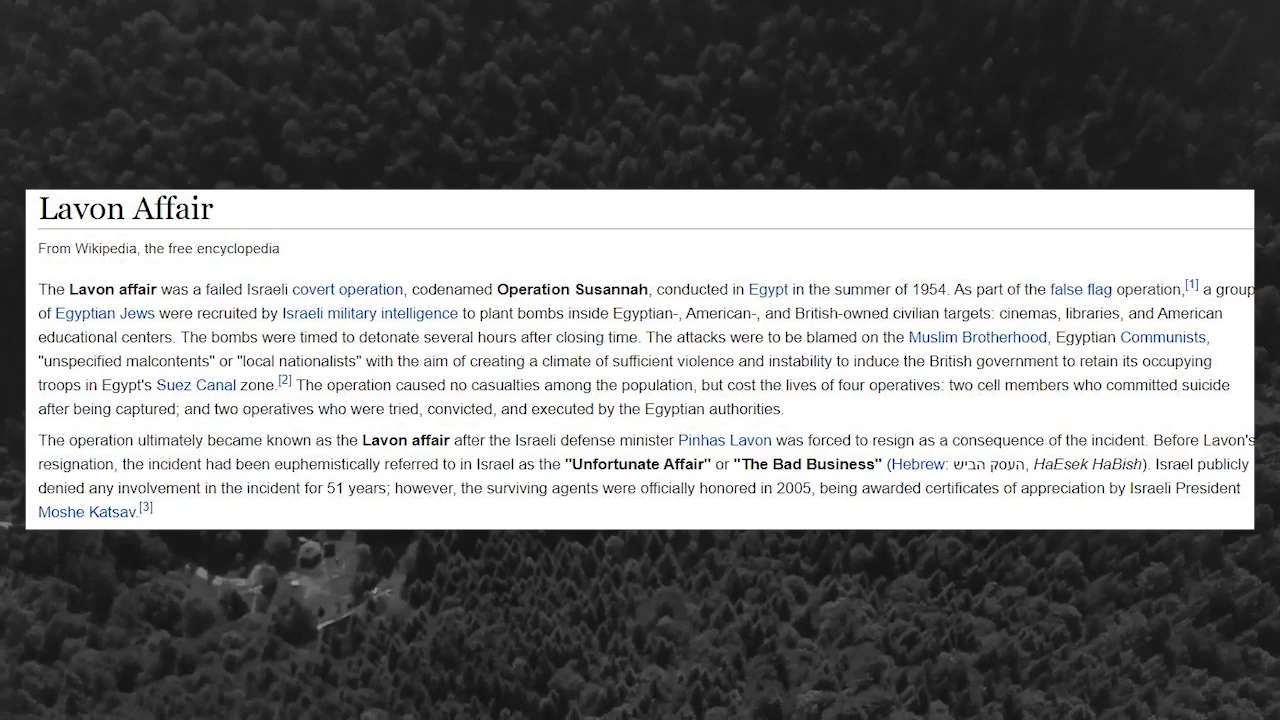 Lavon Affair
From Wikipedia, the free encyclopedia
The Lavon affair was a failed Israeli covert operation, codenamed Operation Susannah, conducted in Egypt in the summer of 1954. As part of the false flag operation,[1] a group
of Egyptian Jews were recruited by Israeli military intelligence to plant bombs inside Egyptian-, American-, and British-owned civilian targets: cinemas, libraries, and American
educational centers. The bombs were timed to detonate several hours after closing time. The attacks were to be blamed on the Muslim Brotherhood, Egyptian Communists,
"unspecified malcontents" or "local nationalists" with the aim of creating a climate of sufficient violence and instability to induce the British government to retain its occupying
troops in Egypt's Suez Canal zone.[2] The operation caused no casualties among the population, but cost the lives of four operatives: two cell members who committed suicide
after being captured; and two operatives who were tried, convicted, and executed by the Egyptian authorities.
The operation ultimately became known as the Lavon affair after the Israeli defense minister Pinhas Lavon was forced to resign as a consequence of the incident. Before Lavon's
resignation, the incident had been euphemistically referred to in Israel as the "Unfortunate Affair" or "The Bad Business" (Hebrew: העסק הביש, HaEsek HaBish). Israel publicly
denied any involvement in the incident for 51 years; however, the surviving agents were officially honored in 2005, being awarded certificates of appreciation by Israeli President
Moshe Katsav.[3]